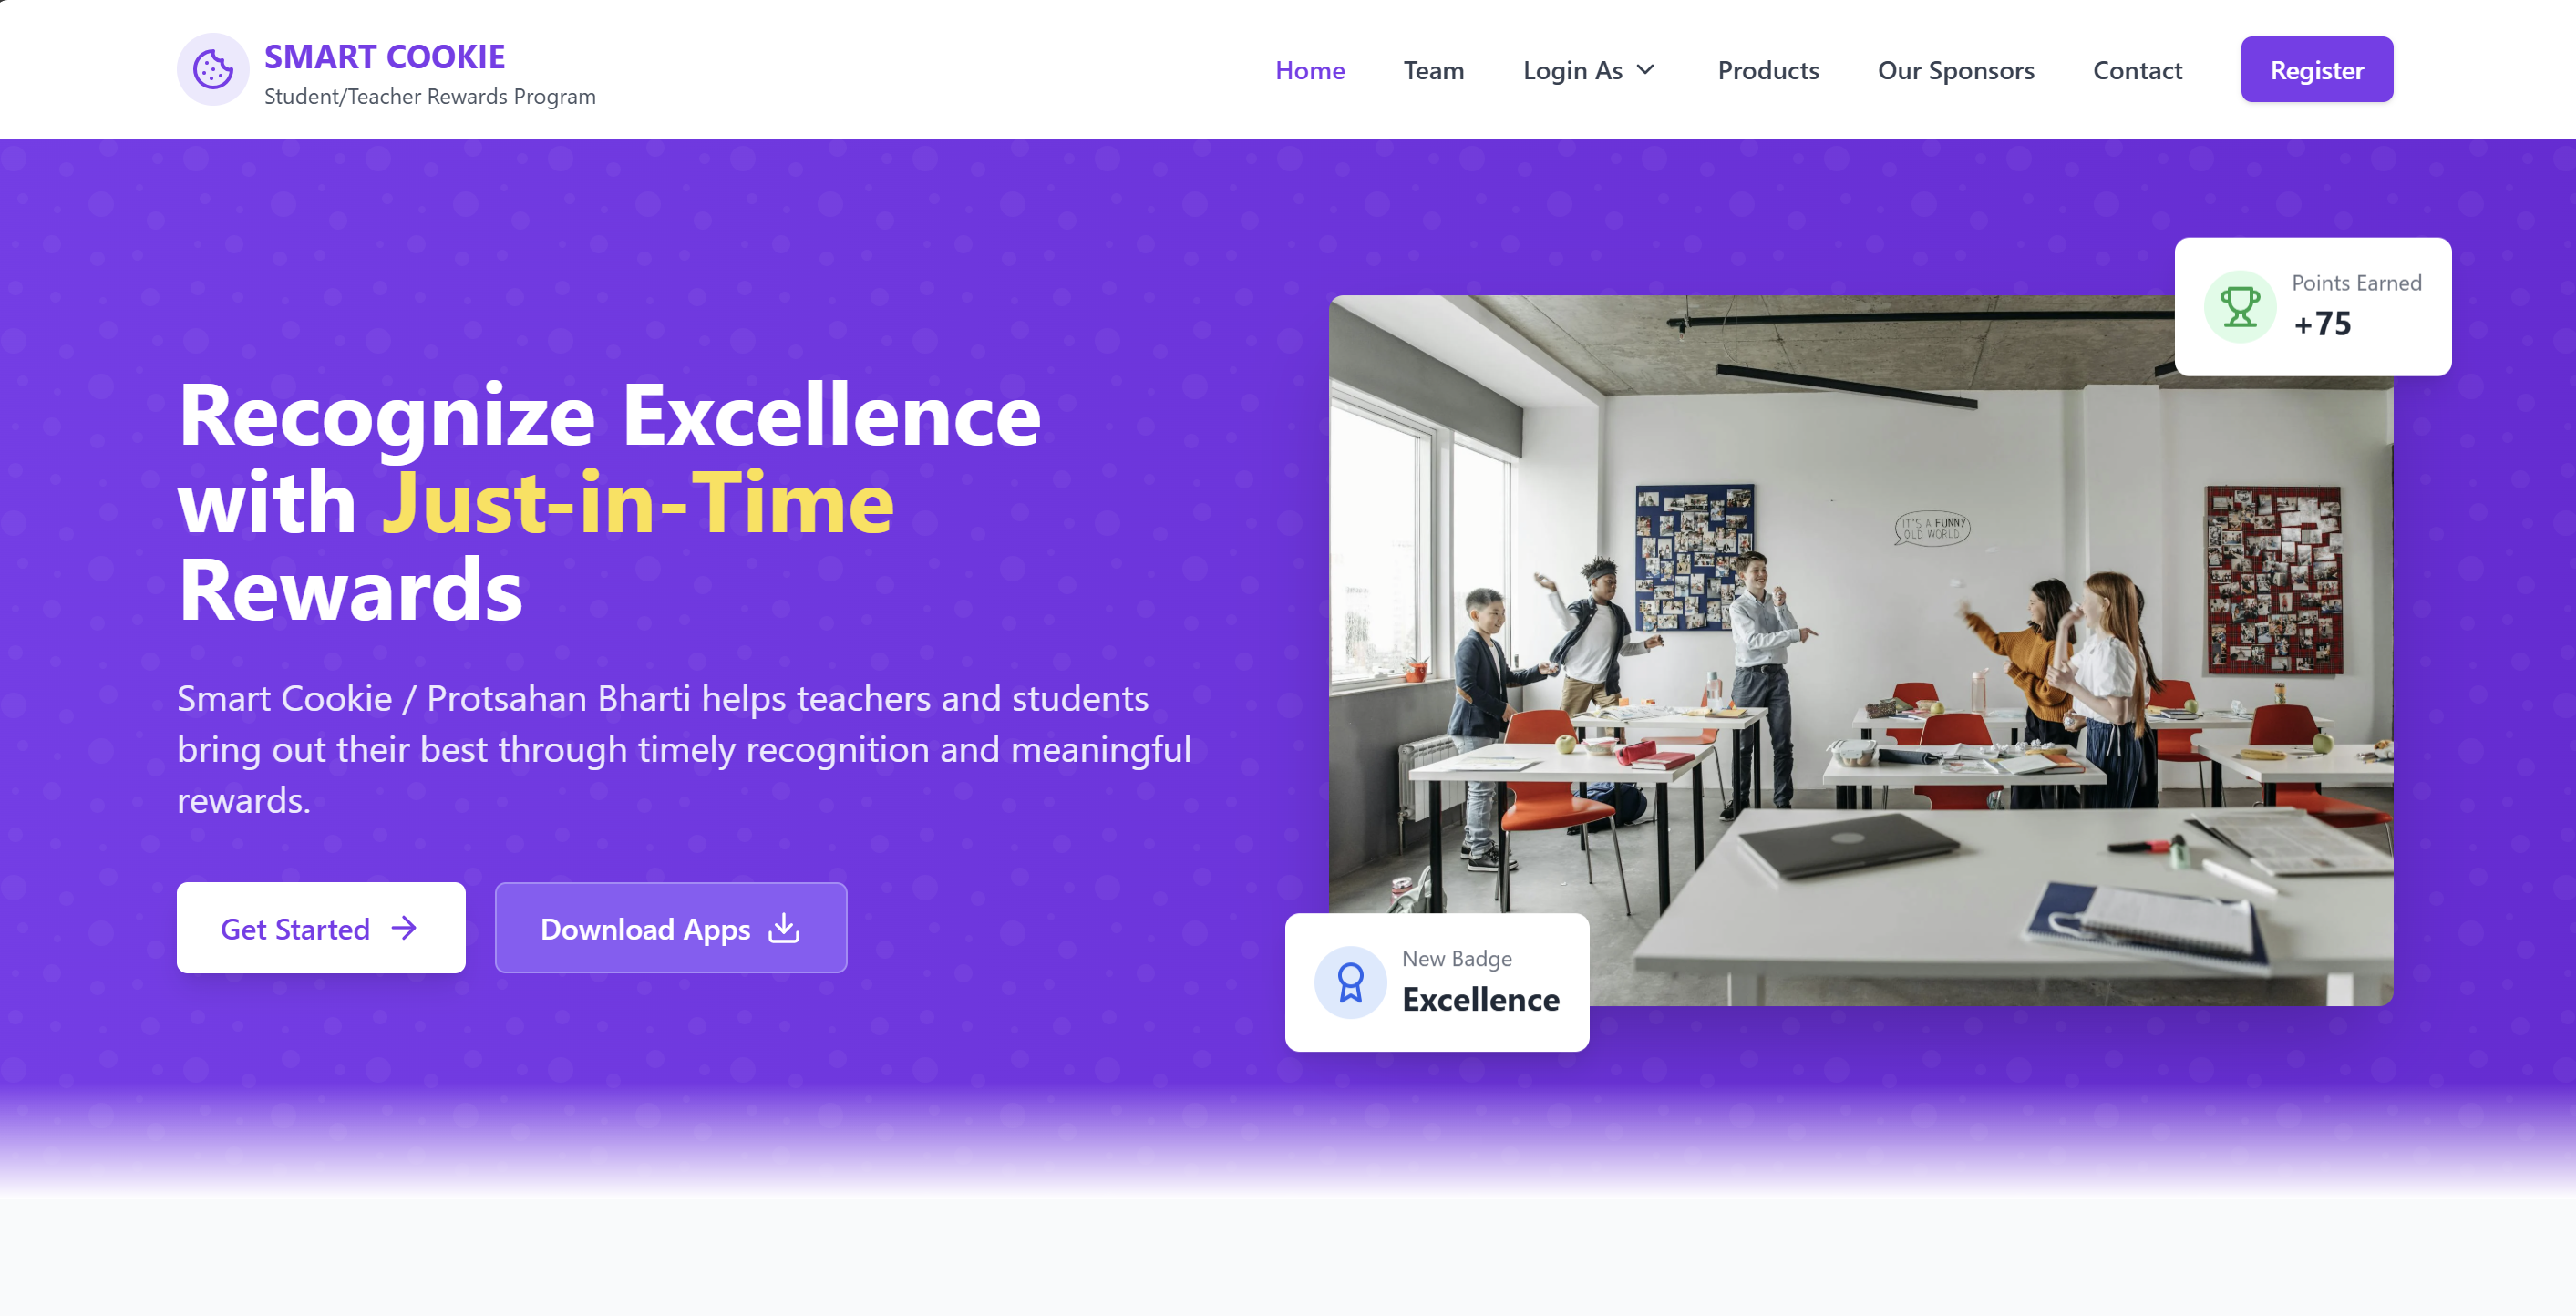 SMART COOKIE
Student/Teacher Rewards Program
Home
Team
Login As
Products
Our Sponsors
Contact
Register
Recognize Excellence
with Just-in-Time
Rewards
Smart Cookie / Protsahan Bharti helps teachers and students
bring out their best through timely recognition and meaningful
rewards.
Get Started
Download Apps
Points Earned
+75
IT'S A FUNNY
OLD WORLD
New Badge
Excellence